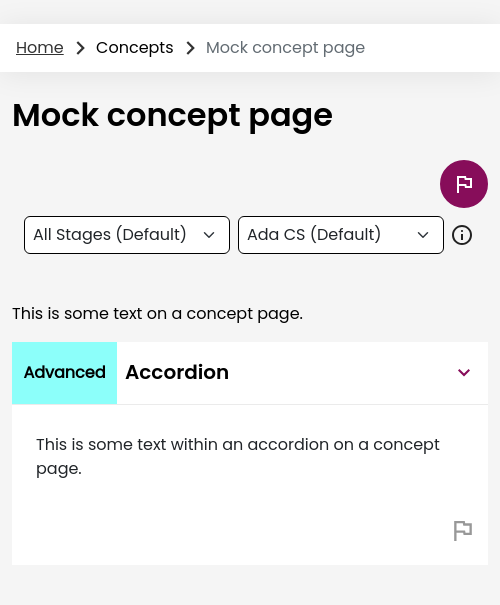 Home Concepts Mock concept page
Mock concept page
All Stages (Default) Ada CS (Default)
This is some text on a concept page.
Advanced Accordion
This is some text within an accordion on a concept
page.